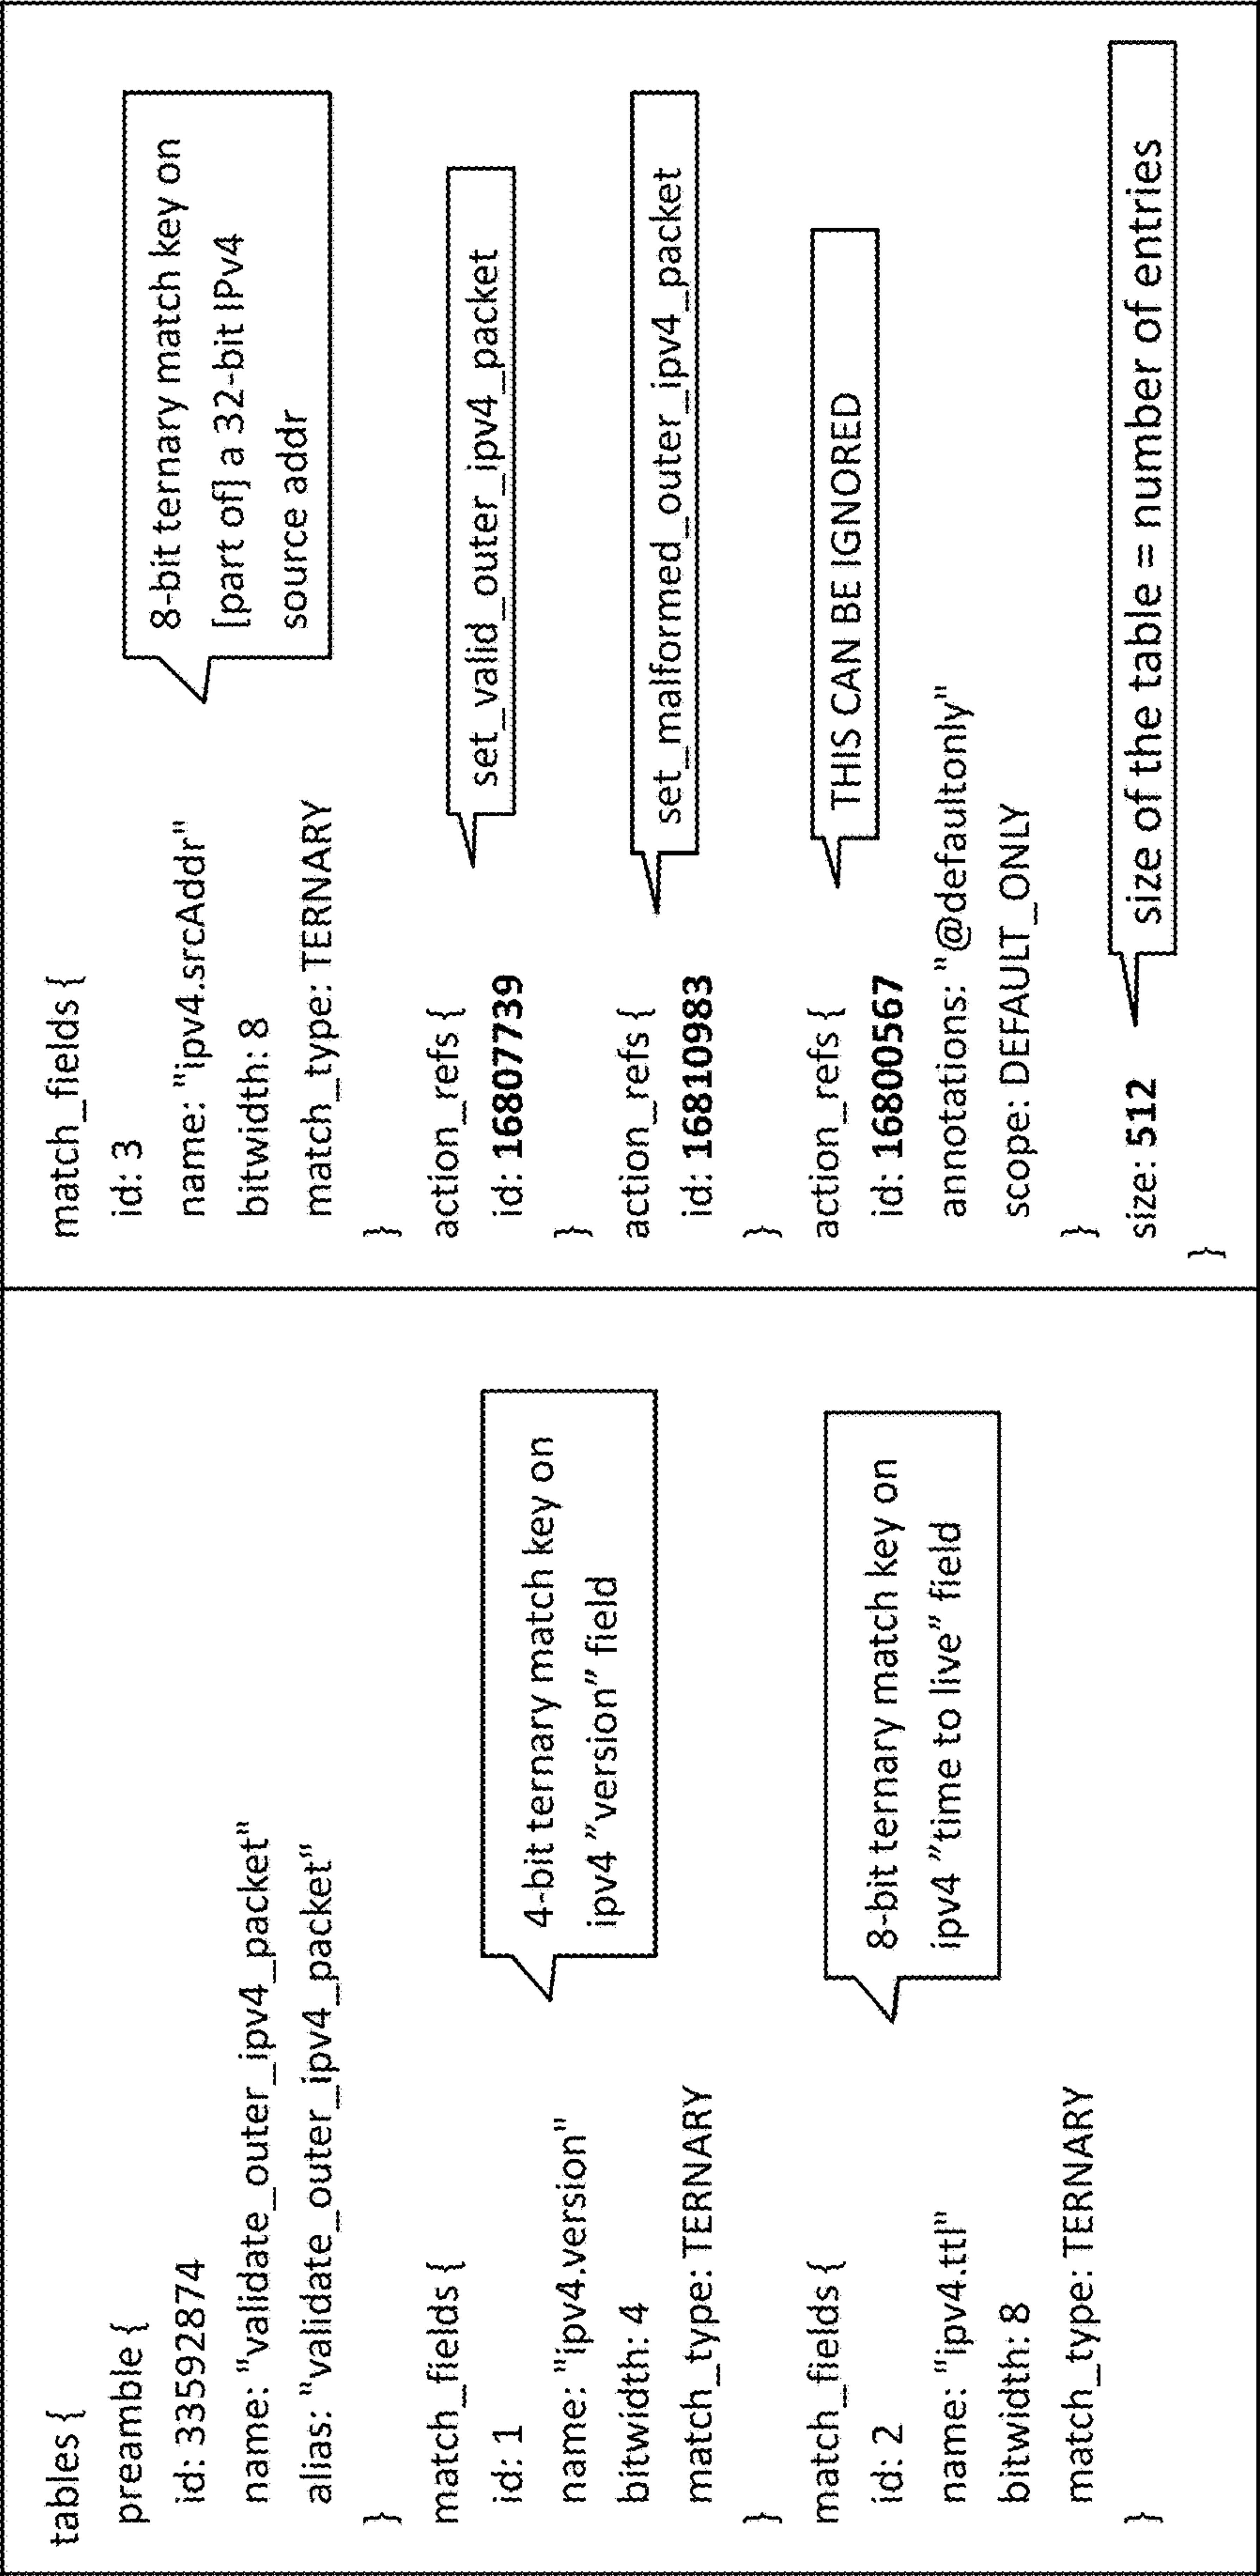 tables {
preamble {
id: 33592874
name: "validate_outer_ipv4_packet"
alias: "validate_outer_ipv4_packet"
}
match_fields {
id: 1
name: "ipv4.version"
bitwidth: 4
match_type: TERNARY
4-bit ternary match key on
ipv4 ”version” field
}
match_fields {
id: 2
name: "ipv4.ttl"
bitwidth: 8
match_type: TERNARY
8-bit ternary match key on
ipv4 ”time to live” field
}
match_fields {
id: 3
name: "ipv4.srcAddr"
bitwidth: 8
match_type: TERNARY
8-bit ternary match key on
[part of] a 32-bit IPv4
source addr
}
action_refs {
id: 16807739
set_valid_outer_ipv4_packet
}
action_refs {
id: 16810983
set_malformed_outer_ipv4_packet
}
action_refs {
id: 16800567
THIS CAN BE IGNORED
annotations: "@defaultonly"
scope: DEFAULT_ONLY
}
size: 512
size of the table = number of entries
}